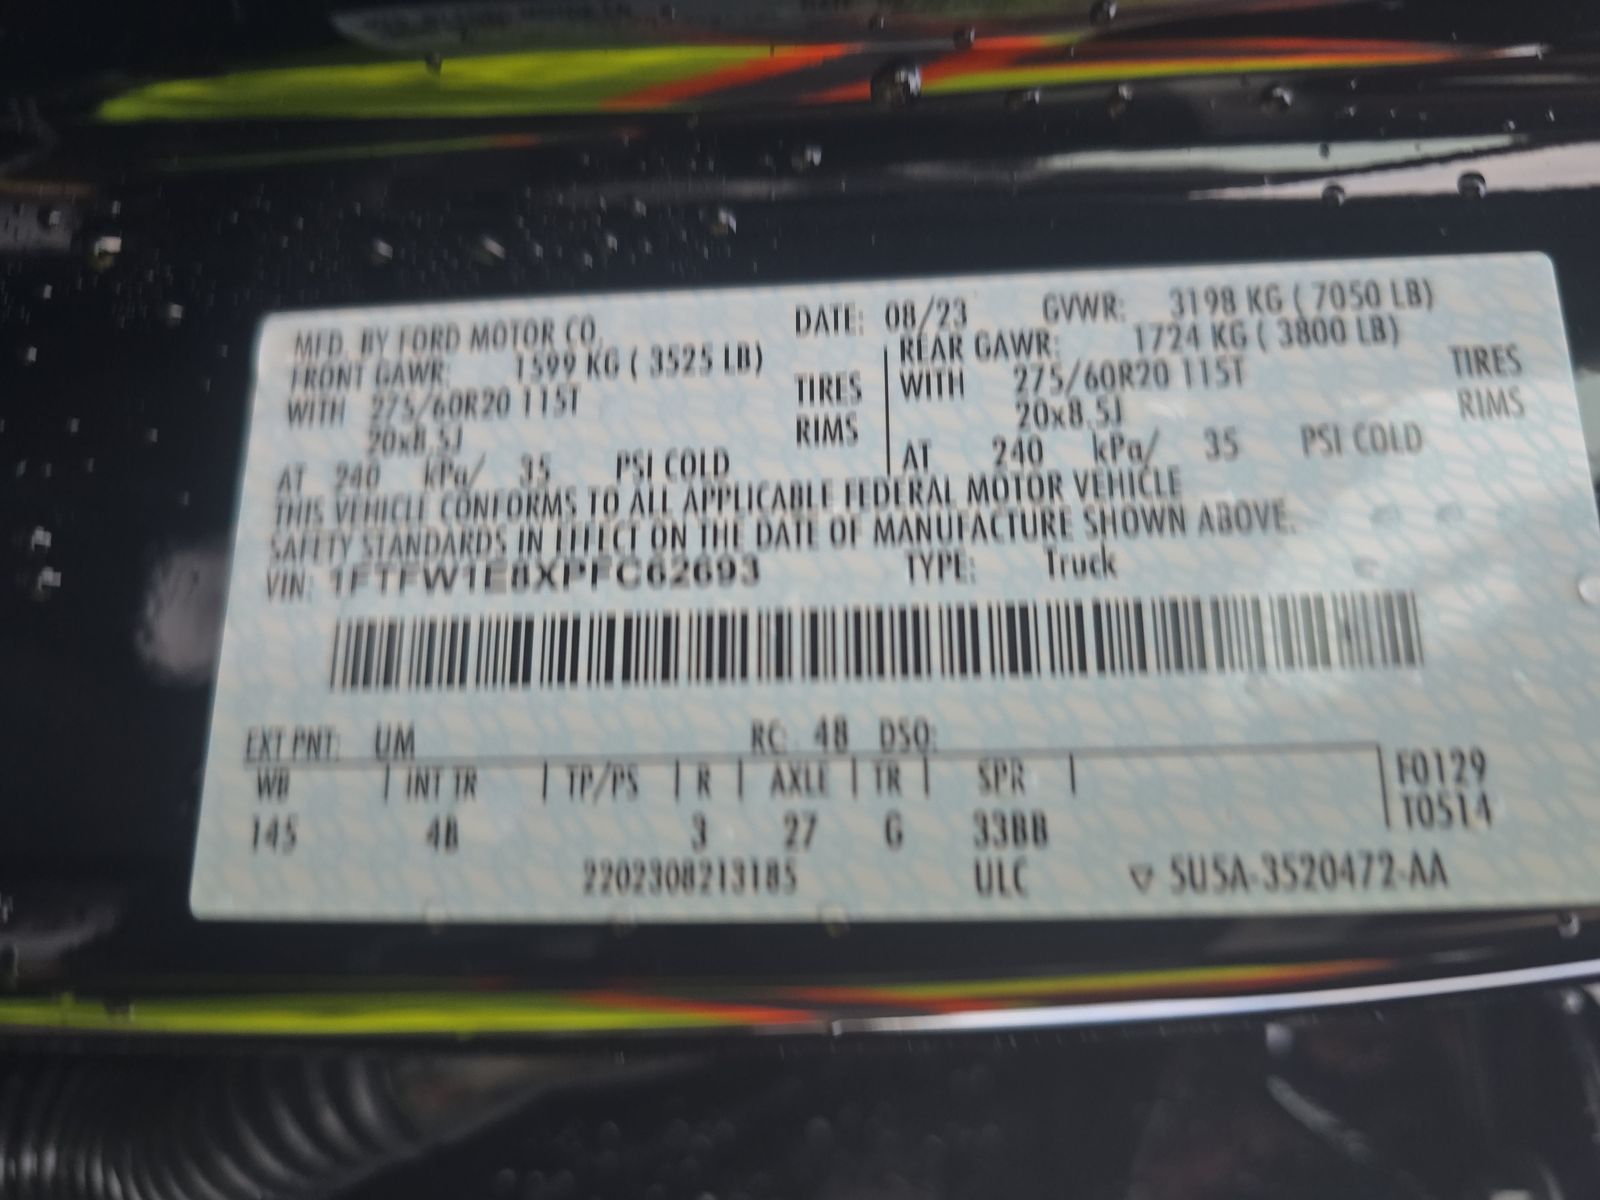 MFD. BY FORD MOTOR CO. DATE: 08/23 GVWR: 3198 KG ( 7050 LB)
FRONT GAWR: 1599 KG ( 3525 LB) REAR GAWR: 1724 KG ( 3800 LB)
WITH 275/60R20 115T TIRES WITH 275/60R20 115T TIRES
20x8.5J RIMS 20x8.5J RIMS
AT 240 kPa/ 35 PSI COLD AT 240 kPa/ 35 PSI COLD
THIS VEHICLE CONFORMS TO ALL APPLICABLE FEDERAL MOTOR VEHICLE
SAFETY STANDARDS IN EFFECT ON THE DATE OF MANUFACTURE SHOWN ABOVE.
VIN: 1FTFW1E8XPFC62693 TYPE: Truck
EXT PNT: UM RC: 48 DSO:
WB INT TR TP/PS R AXLE TR SPR F0129
145 4B 3 27 G 33BB T0514
2202308213185 ULC 5U5A-3520472-AA